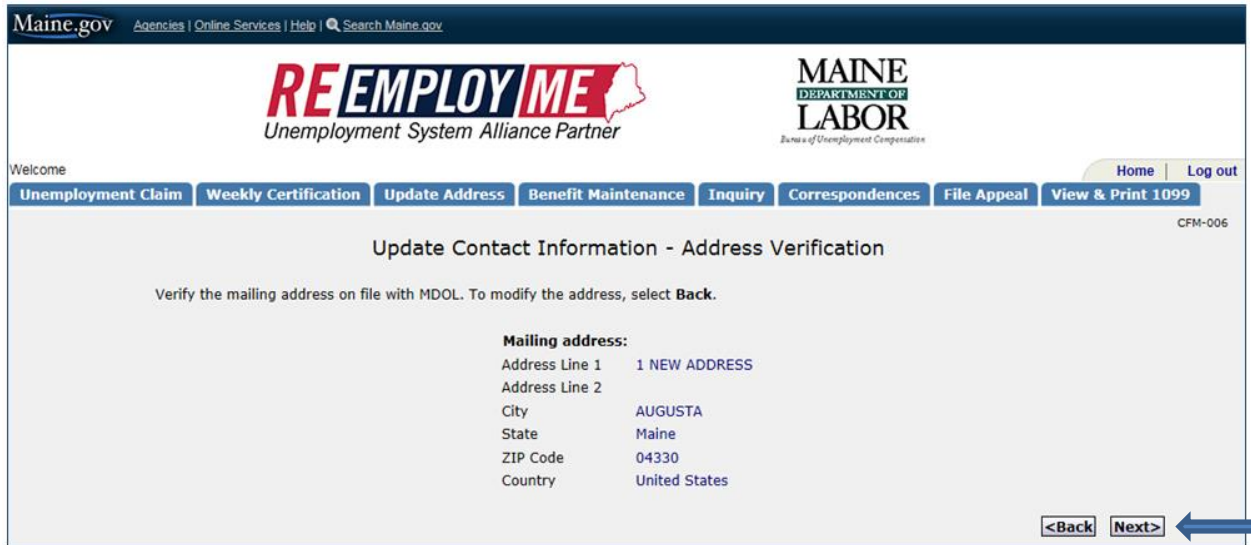 Maine.gov Agencies | Online Services | Help | Search Maine.gov
REEMPLOYME
Unemployment System Alliance Partner
MAINE
DEPARTMENT OF
LABOR
Bureau of Unemployment Compensation
Welcome
Home | Log out
Unemployment Claim Weekly Certification Update Address Benefit Maintenance Inquiry Correspondences File Appeal View & Print 1099
CFM-006
Update Contact Information - Address Verification
Verify the mailing address on file with MDOL. To modify the address, select Back.
Mailing address:
Address Line 1 1 NEW ADDRESS
Address Line 2
City AUGUSTA
State Maine
ZIP Code 04330
Country United States
<Back Next>